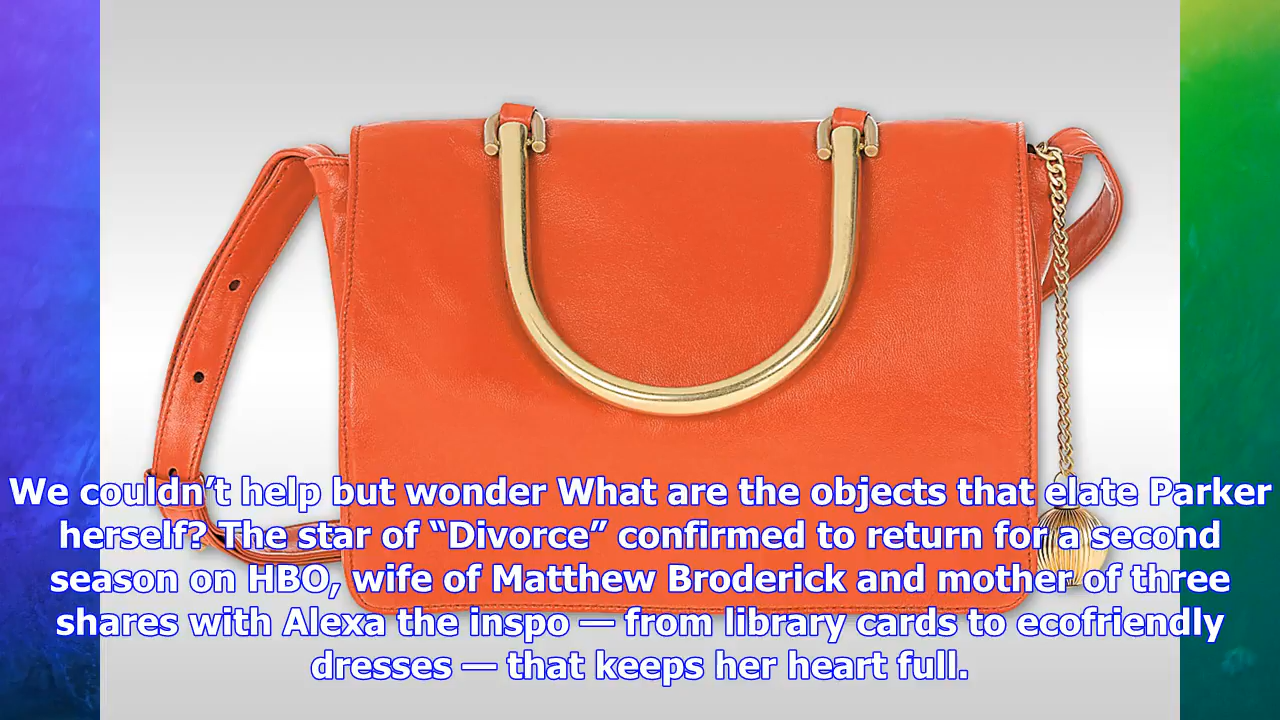 We couldn’t help but wonder What are the objects that elate Parker
herself? The star of “Divorce” confirmed to return for a second
season on HBO, wife of Matthew Broderick and mother of three
shares with Alexa the inspo — from library cards to ecofriendly
dresses — that keeps her heart full.